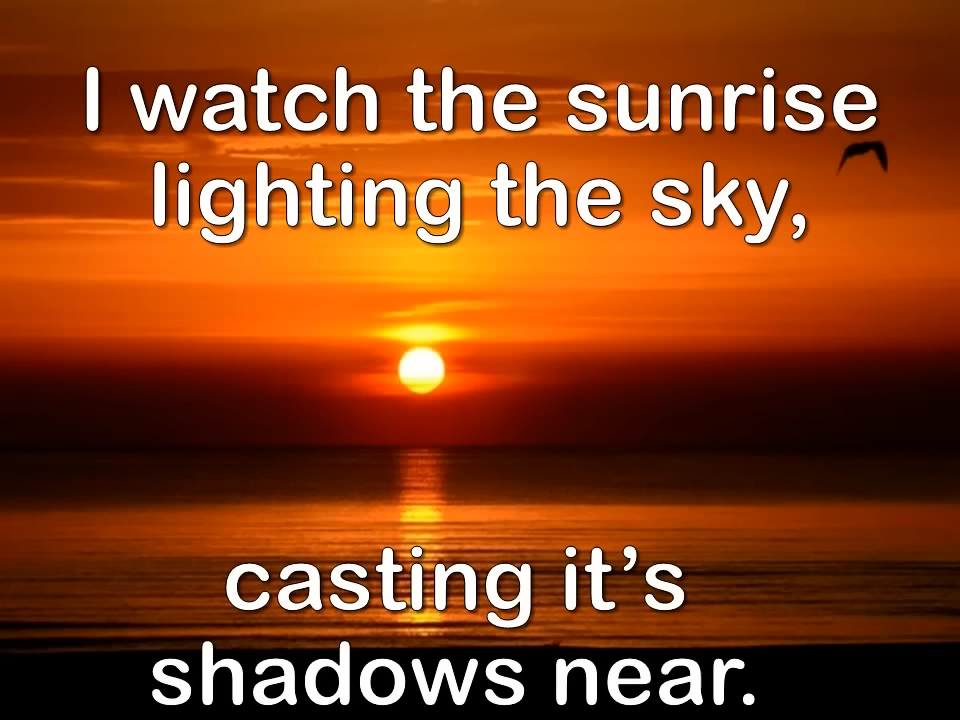 I watch the sunrise
lighting the sky,
casting it’s
shadows near.